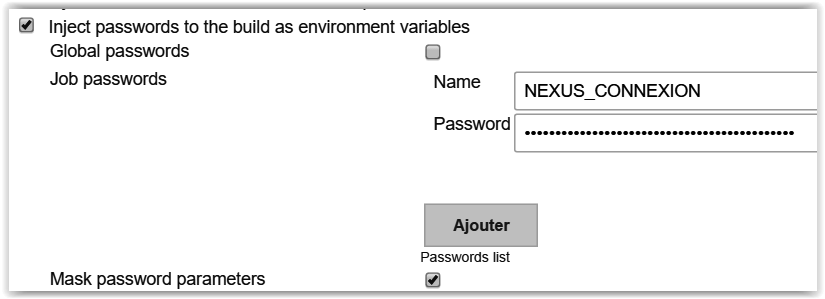 Inject passwords to the build as environment variables
Global passwords
Job passwords
Name
NEXUS_CONNEXION
Password
••••••••••••••••••••••••••••••••••••••••••••
Ajouter
Passwords list
Mask password parameters